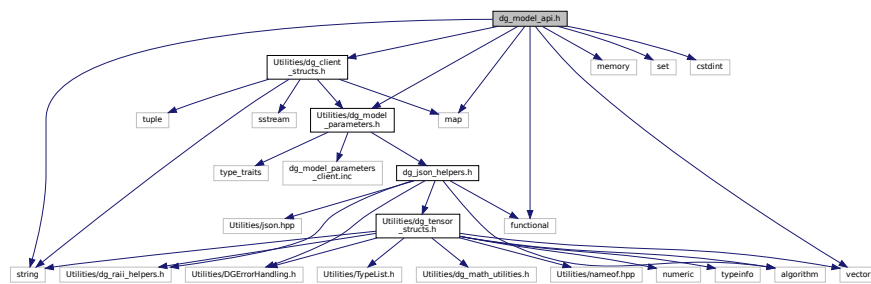 dg_model_api.h
Utilities/dg_client
_structs.h
memory
set
cstdint
tuple
sstream
Utilities/dg_model
_parameters.h
map
type_traits
dg_model_parameters
_client.inc
dg_json_helpers.h
Utilities/json.hpp
Utilities/dg_tensor
_structs.h
functional
string
Utilities/dg_raii_helpers.h
Utilities/DGErrorHandling.h
Utilities/TypeList.h
Utilities/dg_math_utilities.h
Utilities/nameof.hpp
numeric
typeinfo
algorithm
vector